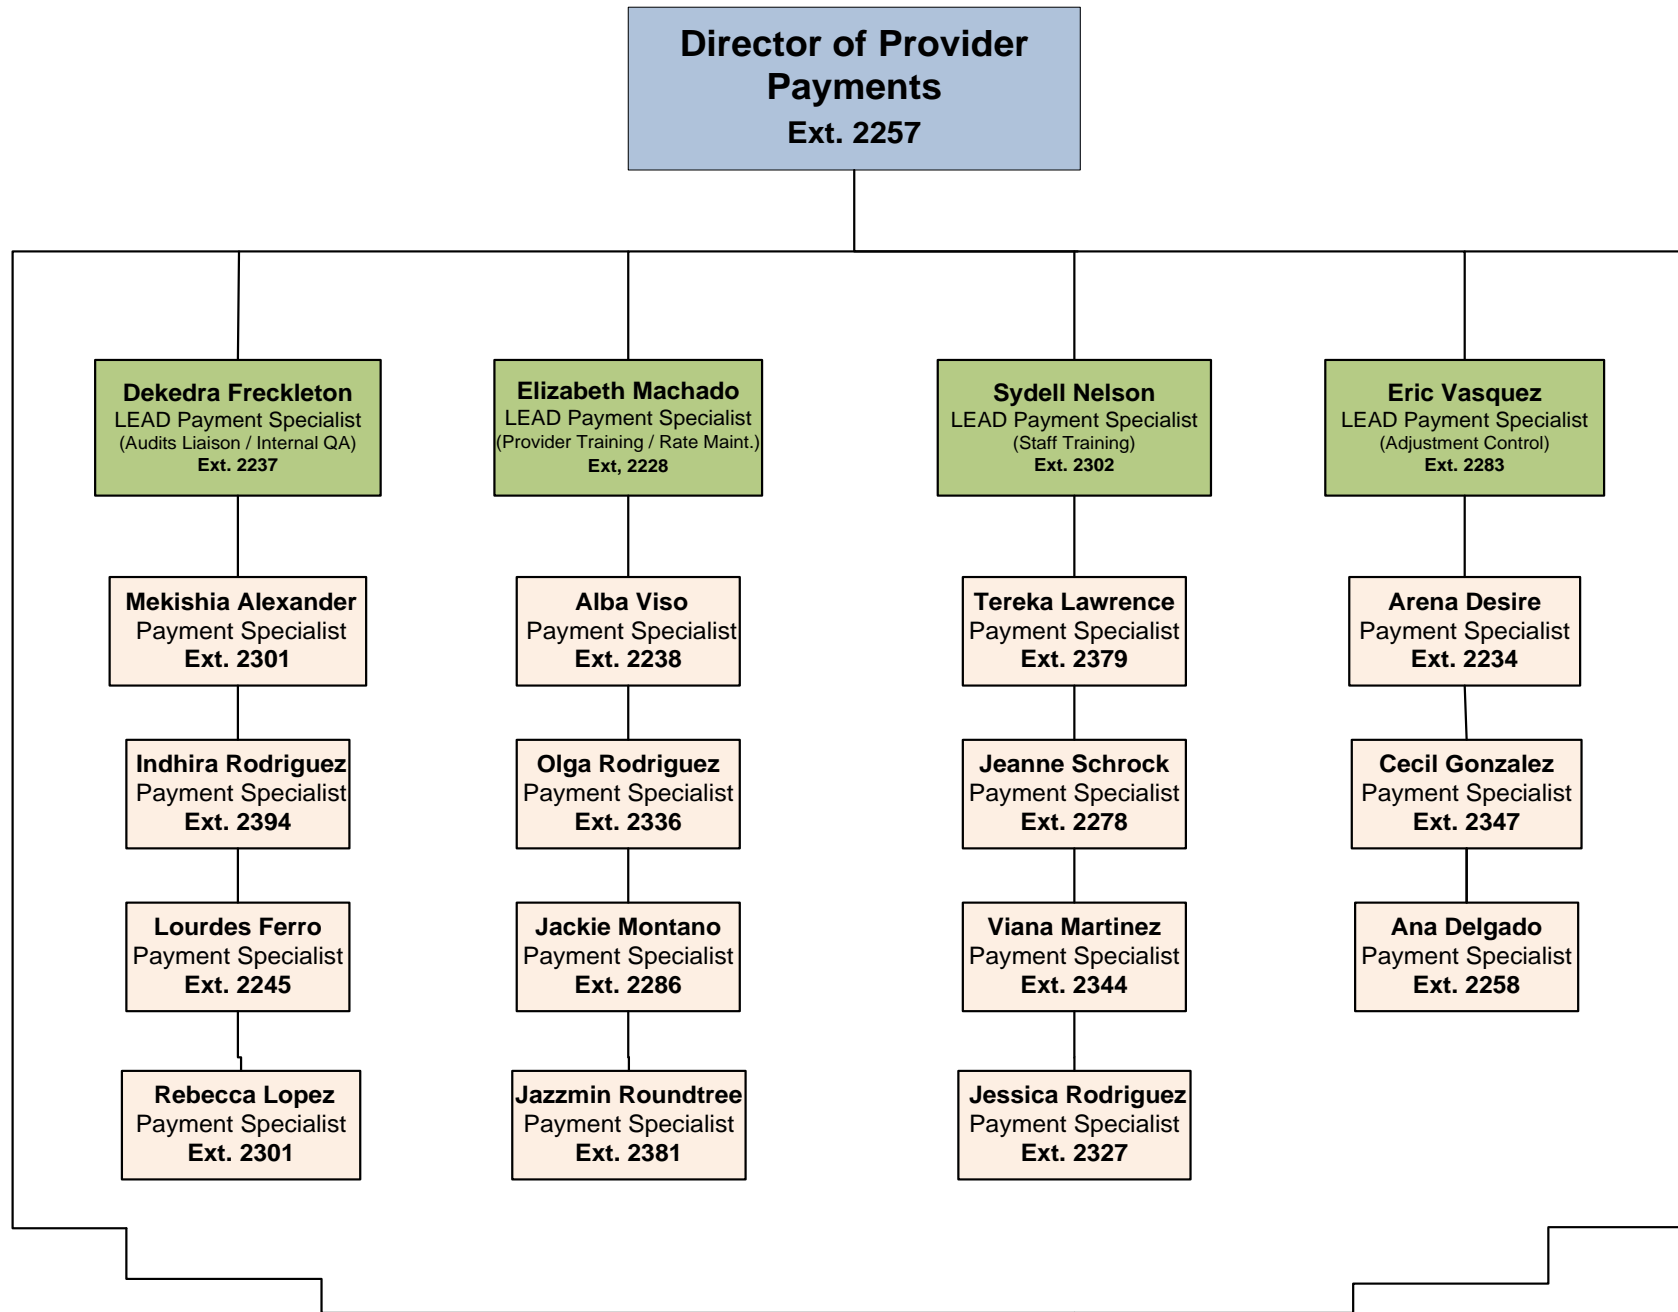 Director of Provider
Payments
Ext. 2257
Dekedra Freckleton
LEAD Payment Specialist
(Audits Liaison / Internal QA)
Ext. 2237
Elizabeth Machado
LEAD Payment Specialist
(Provider Training / Rate Maint.)
Ext, 2228
Sydell Nelson
LEAD Payment Specialist
(Staff Training)
Ext. 2302
Eric Vasquez
LEAD Payment Specialist
(Adjustment Control)
Ext. 2283
Mekishia Alexander
Payment Specialist
Ext. 2301
Alba Viso
Payment Specialist
Ext. 2238
Tereka Lawrence
Payment Specialist
Ext. 2379
Arena Desire
Payment Specialist
Ext. 2234
Indhira Rodriguez
Payment Specialist
Ext. 2394
Olga Rodriguez
Payment Specialist
Ext. 2336
Jeanne Schrock
Payment Specialist
Ext. 2278
Cecil Gonzalez
Payment Specialist
Ext. 2347
Lourdes Ferro
Payment Specialist
Ext. 2245
Jackie Montano
Payment Specialist
Ext. 2286
Viana Martinez
Payment Specialist
Ext. 2344
Ana Delgado
Payment Specialist
Ext. 2258
Rebecca Lopez
Payment Specialist
Ext. 2301
Jazzmin Roundtree
Payment Specialist
Ext. 2381
Jessica Rodriguez
Payment Specialist
Ext. 2327